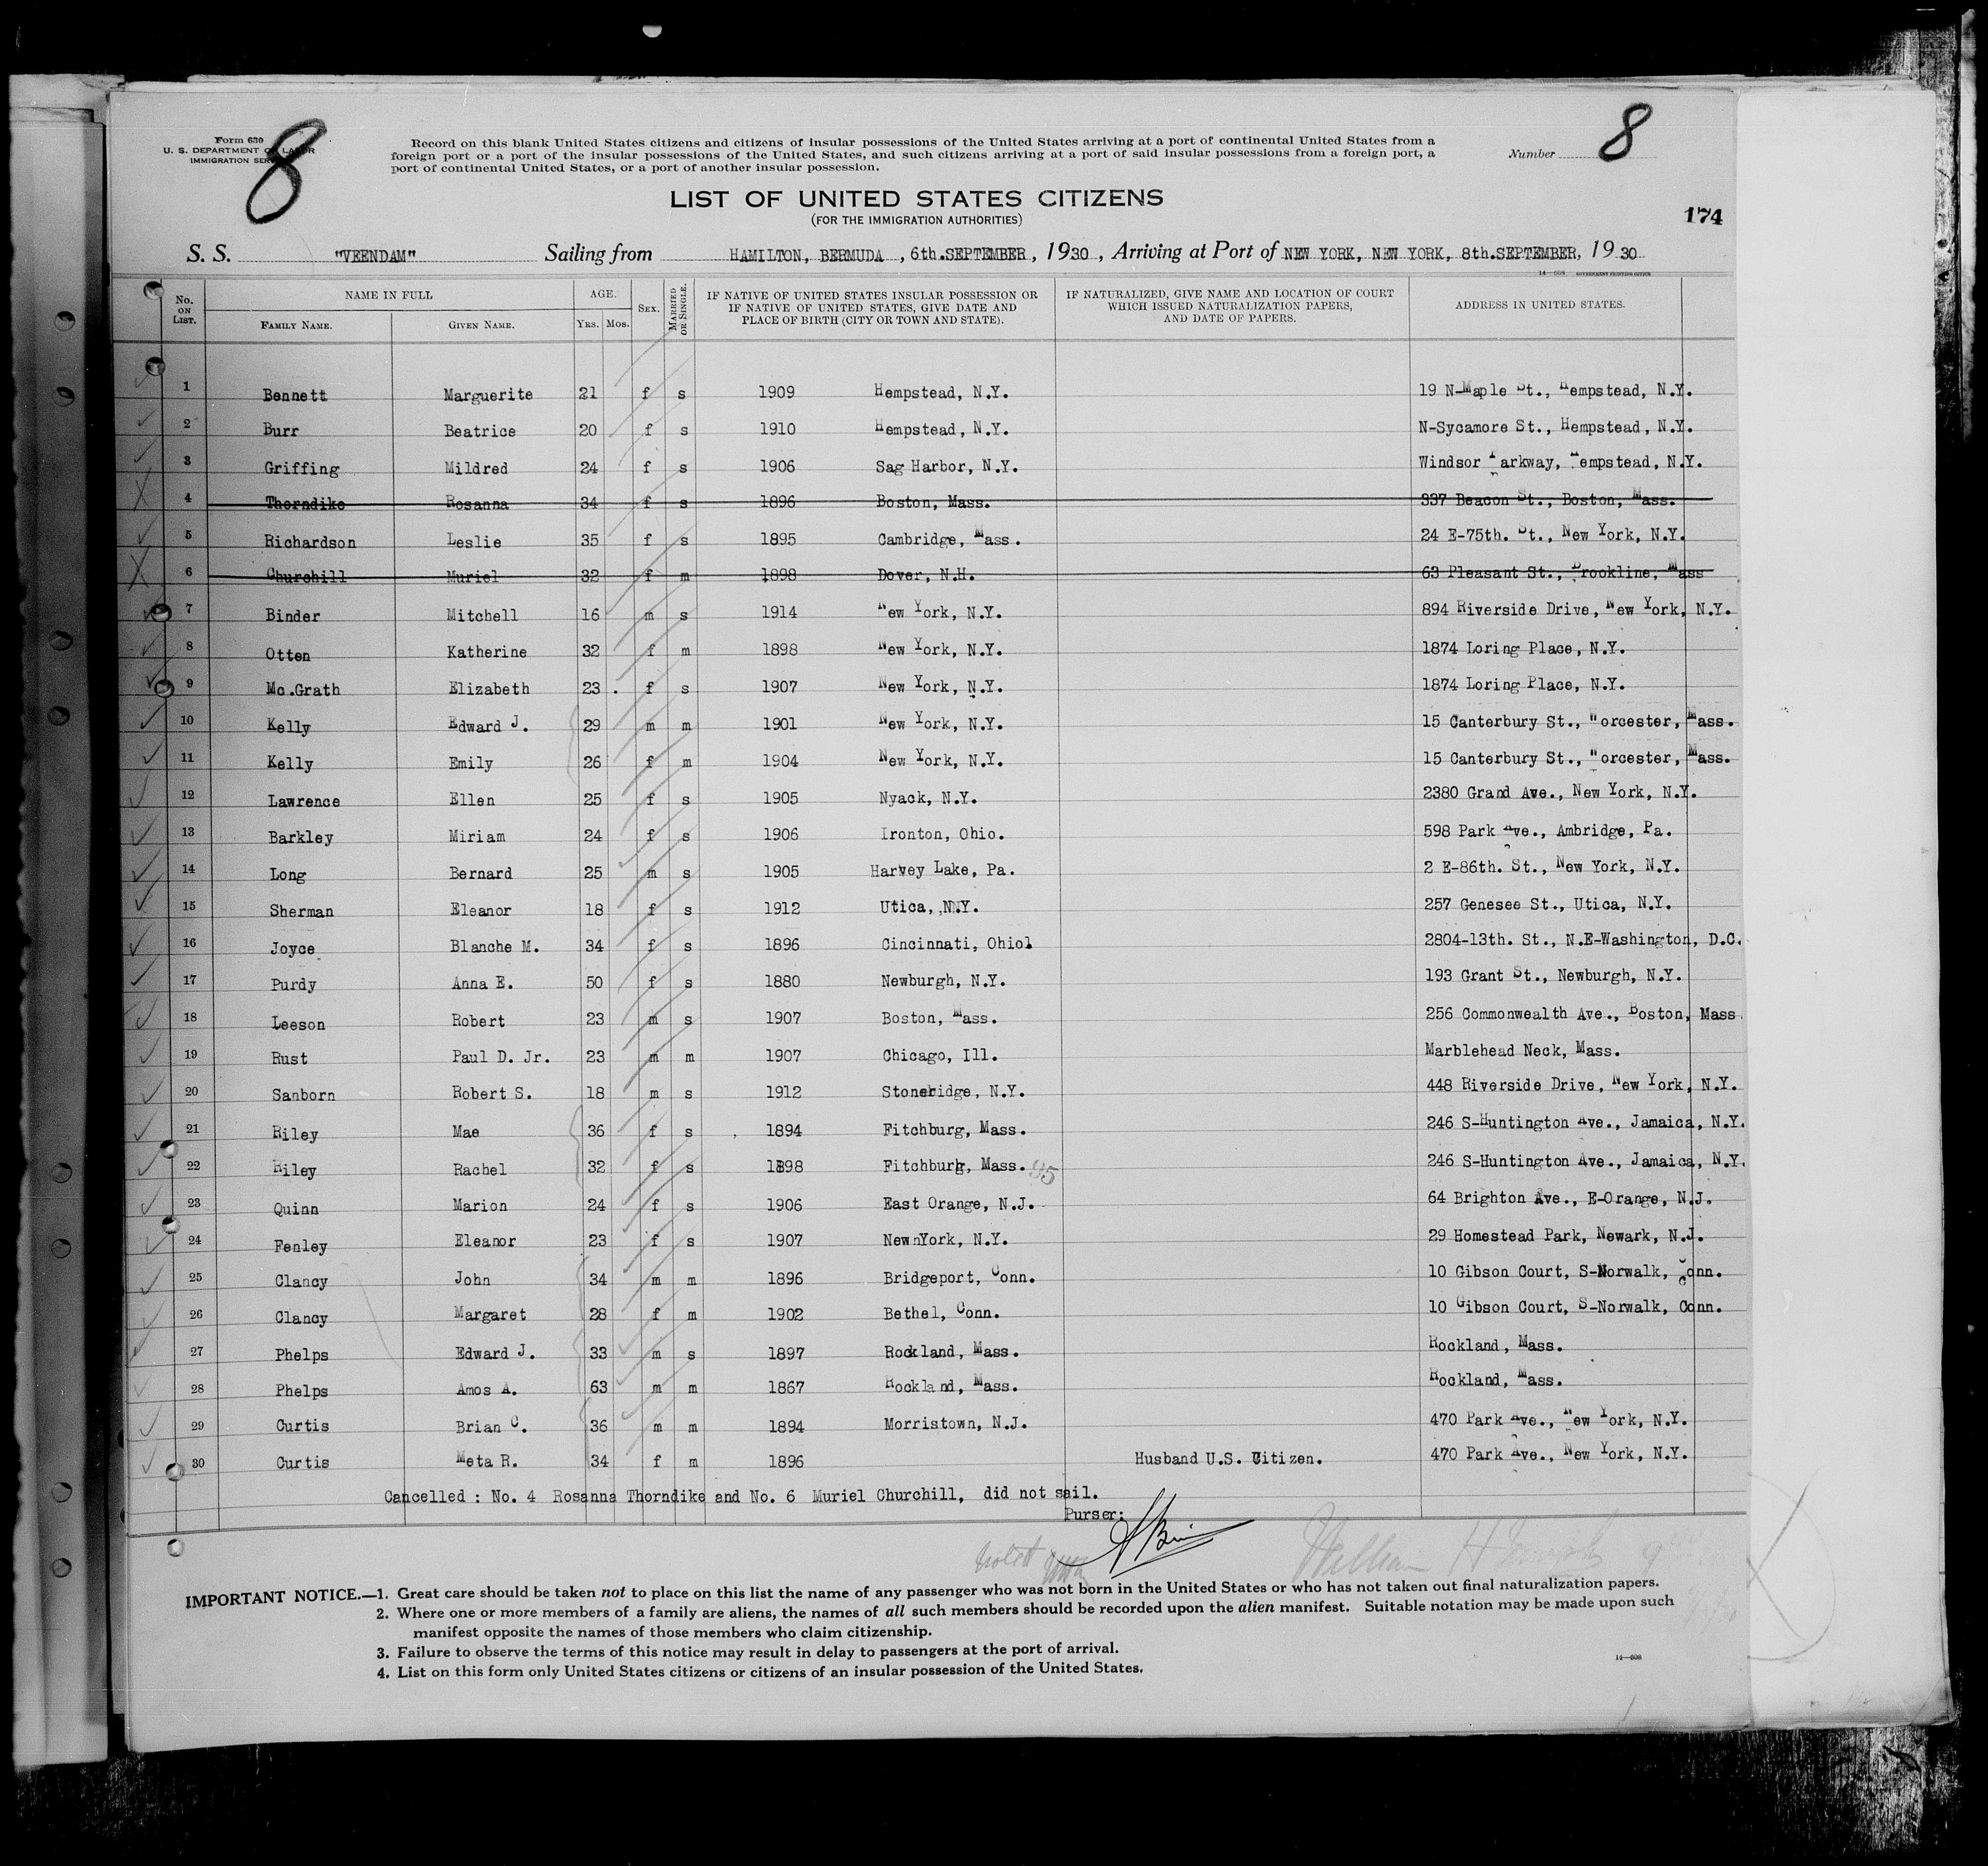 Form 630
U. S. DEPARTMENT OF LABOR
IMMIGRATION SERVICE
8
Record on this blank United States citizens and citizens of insular possessions of the United States arriving at a port of continental United States from a
foreign port or a port of the insular possessions of the United States, and such citizens arriving at a port of said insular possessions from a foreign port, a
port of continental United States, or a port of another insular possession.
Number 8
LIST OF UNITED STATES CITIZENS
(FOR THE IMMIGRATION AUTHORITIES)
174
S. S. "VEENDAM" Sailing from HAMILTON, BERMUDA , 6th.SEPTEMBER, 1930 , Arriving at Port of NEW YORK, NEW YORK, 8th.SEPTEMBER, 1930
14—608 GOVERNMENT PRINTING OFFICE
No. ON LIST. NAME IN FULL FAMILY NAME. GIVEN NAME. AGE. YRS. MOS. SEX. MARRIED OR SINGLE. IF NATIVE OF UNITED STATES INSULAR POSSESSION OR IF NATIVE OF UNITED STATES, GIVE DATE AND PLACE OF BIRTH (CITY OR TOWN AND STATE). IF NATURALIZED, GIVE NAME AND LOCATION OF COURT WHICH ISSUED NATURALIZATION PAPERS, AND DATE OF PAPERS. ADDRESS IN UNITED STATES.
1 Bennett Marguerite 21 f s 1909 Hempstead, N.Y. 19 N-Maple St., Hempstead, N.Y.
2 Burr Beatrice 20 f s 1910 Hempstead, N.Y. N-Sycamore St., Hempstead, N.Y.
3 Griffing Mildred 24 f s 1906 Sag Harbor, N.Y. Windsor Parkway, Hempstead, N.Y.
4 Thorndike Rosanna 34 f s 1896 Boston, Mass. 337 Beacon St., Boston, Mass.
5 Richardson Leslie 35 f s 1895 Cambridge, Mass. 24 E-75th. St., New York, N.Y.
6 Churchill Muriel 32 f m 1898 Dover, N.H. 63 Pleasant St., Brookline, Mass
7 Binder Mitchell 16 m s 1914 New York, N.Y. 894 Riverside Drive, New York, N.Y.
8 Otten Katherine 32 f m 1898 New York, N.Y. 1874 Loring Place, N.Y.
9 Mc.Grath Elizabeth 23 . f s 1907 New York, N.Y. 1874 Loring Place, N.Y.
10 Kelly Edward J. 29 m m 1901 New York, N.Y. 15 Canterbury St., Worcester, Mass.
11 Kelly Emily 26 f m 1904 New York, N.Y. 15 Canterbury St., Worcester, Mass.
12 Lawrence Ellen 25 f s 1905 Nyack, N.Y. 2380 Grand Ave., New York, N.Y.
13 Barkley Miriam 24 f s 1906 Ironton, Ohio. 598 Park Ave., Ambridge, Pa.
14 Long Bernard 25 m s 1905 Harvey Lake, Pa. 2 E-86th. St., New York, N.Y.
15 Sherman Eleanor 18 f s 1912 Utica, N.Y. 257 Genesee St., Utica, N.Y.
16 Joyce Blanche M. 34 f s 1896 Cincinnati, Ohio. 2804-13th. St., N.E-Washington, D.C.
17 Purdy Anna E. 50 f s 1880 Newburgh, N.Y. 193 Grant St., Newburgh, N.Y.
18 Leeson Robert 23 m s 1907 Boston, Mass. 256 Commonwealth Ave., Boston, Mass.
19 Rust Paul D. Jr. 23 m m 1907 Chicago, Ill. Marblehead Neck, Mass.
20 Sanborn Robert S. 18 m s 1912 Stoneridge, N.Y. 448 Riverside Drive, New York, N.Y.
21 Riley Mae 36 f s 1894 Fitchburg, Mass. 246 S-Huntington Ave., Jamaica, N.Y.
22 Riley Rachel 32 f s 1898 Fitchburh, Mass. 95 246 S-Huntington Ave., Jamaica, N.Y.
23 Quinn Marion 24 f s 1906 East Orange, N.J. 64 Brighton Ave., E-Orange, N.J.
24 Fenley Eleanor 23 f s 1907 NewnYork, N.Y. 29 Homestead Park, Newark, N.J.
25 Clancy John 34 m m 1896 Bridgeport, Conn. 10 Gibson Court, S-Norwalk, Conn.
26 Clancy Margaret 28 f m 1902 Bethel, Conn. 10 Gibson Court, S-Norwalk, Conn.
27 Phelps Edward J. 33 m s 1897 Rockland, Mass. Rockland, Mass.
28 Phelps Amos A. 63 m m 1867 Rockland, Mass. Rockland, Mass.
29 Curtis Brian C. 36 m m 1894 Morristown, N.J. 470 Park Ave., New York, N.Y.
30 Curtis Meta R. 34 f m 1896 Husband U.S. Citizen. 470 Park Ave., New York, N.Y.
Cancelled : No. 4 Rosanna Thorndike and No. 6 Muriel Churchill, did not sail.
Purser:
William H
IMPORTANT NOTICE.—1. Great care should be taken not to place on this list the name of any passenger who was not born in the United States or who has not taken out final naturalization papers.
2. Where one or more members of a family are aliens, the names of all such members should be recorded upon the alien manifest. Suitable notation may be made upon such
manifest opposite the names of those members who claim citizenship.
3. Failure to observe the terms of this notice may result in delay to passengers at the port of arrival.
4. List on this form only United States citizens or citizens of an insular possession of the United States.
14—608